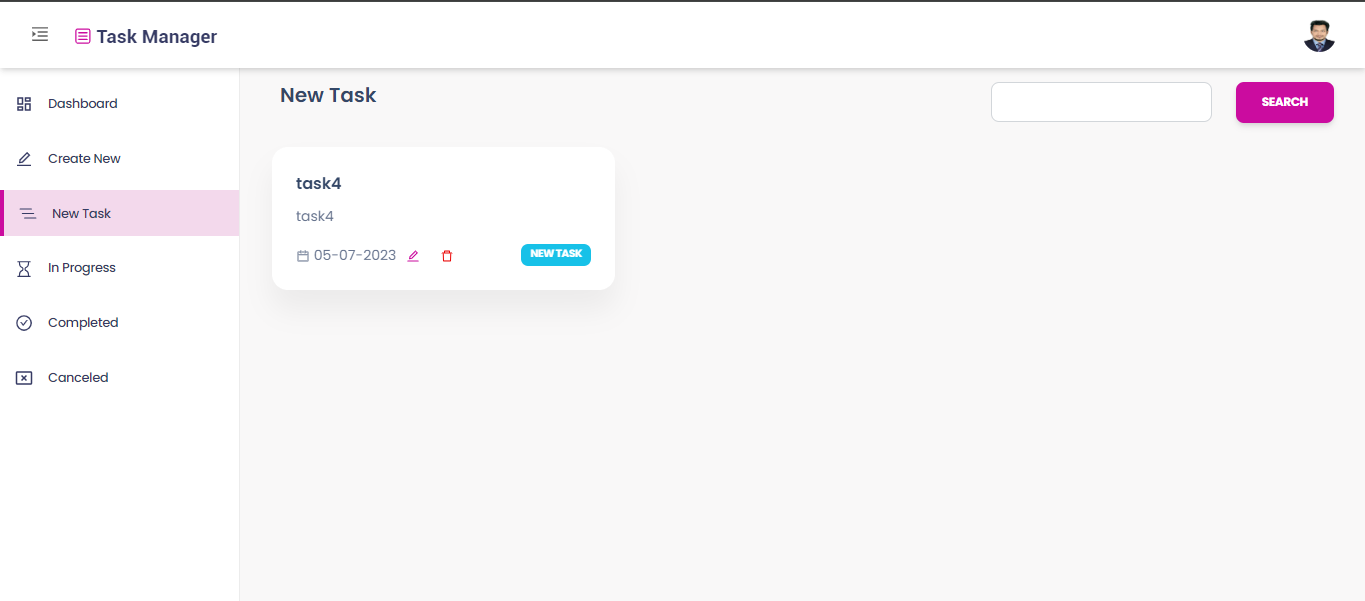 Task Manager
Dashboard
Create New
New Task
In Progress
Completed
Canceled
New Task
SEARCH
task4
task4
05-07-2023
NEW TASK